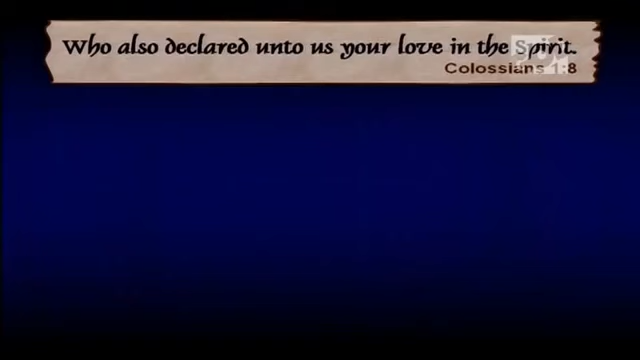 Who also declared unto us your love in the Spirit.
Colossians 1:8